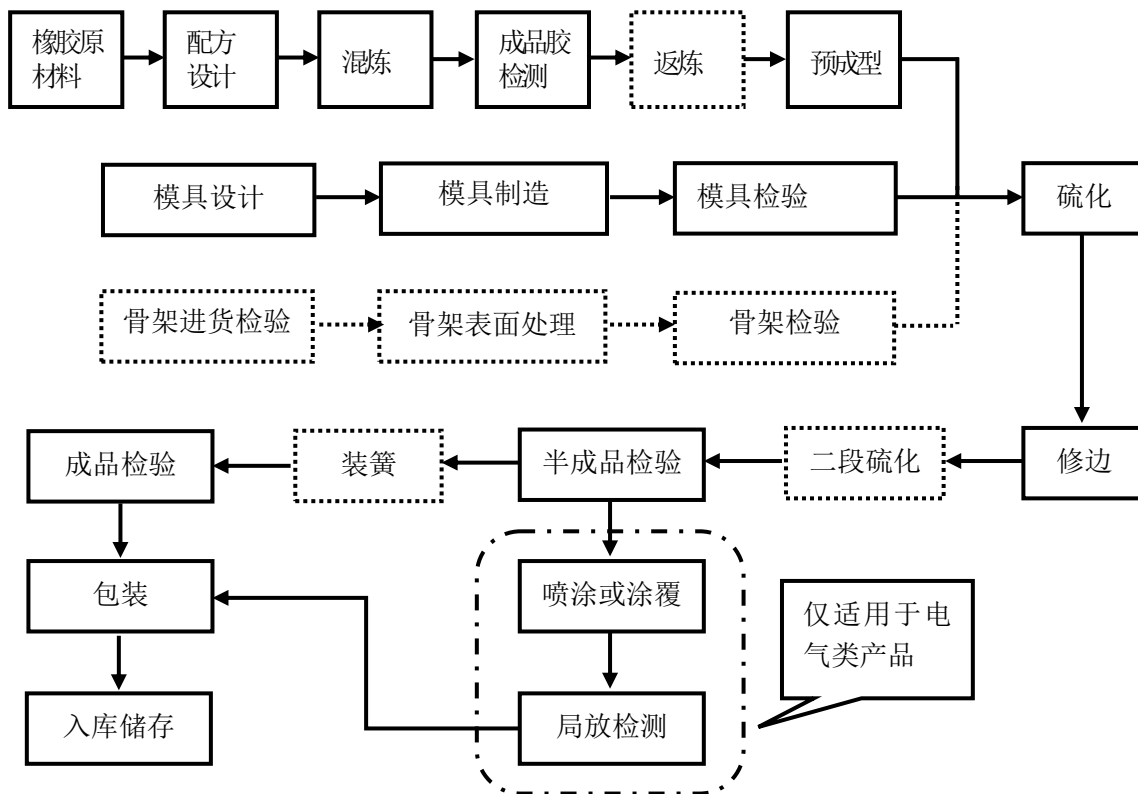 橡胶原
材料
配方
设计
混炼
成品胶
检测
返炼
预成型
模具设计
模具制造
模具检验
硫化
骨架进货检验
骨架表面处理
骨架检验
成品检验
装簧
半成品检验
二段硫化
修边
包装
喷涂或涂覆
仅适用于电
气类产品
入库储存
局放检测